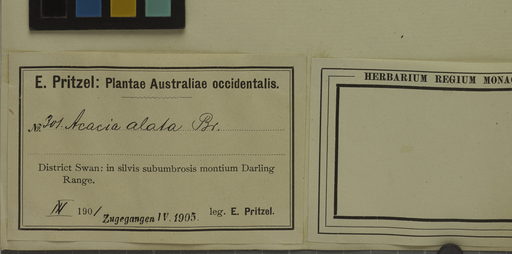 E. Pritzel: Plantae Australiae occidentalis.
No. 301. Acacia alata Br.
District Swan: in silvis subumbrosis montium Darling
Range.
IV 1901 leg. E. Pritzel.
Zugegangen IV. 1905.
HERBARIUM REGIUM MONAC